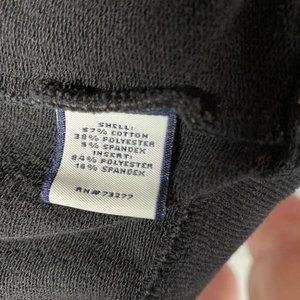 SHELL:
57% COTTON
38% POLYESTER
5% SPANDEX
INSERT:
84% POLYESTER
16% SPANDEX
RN#73277